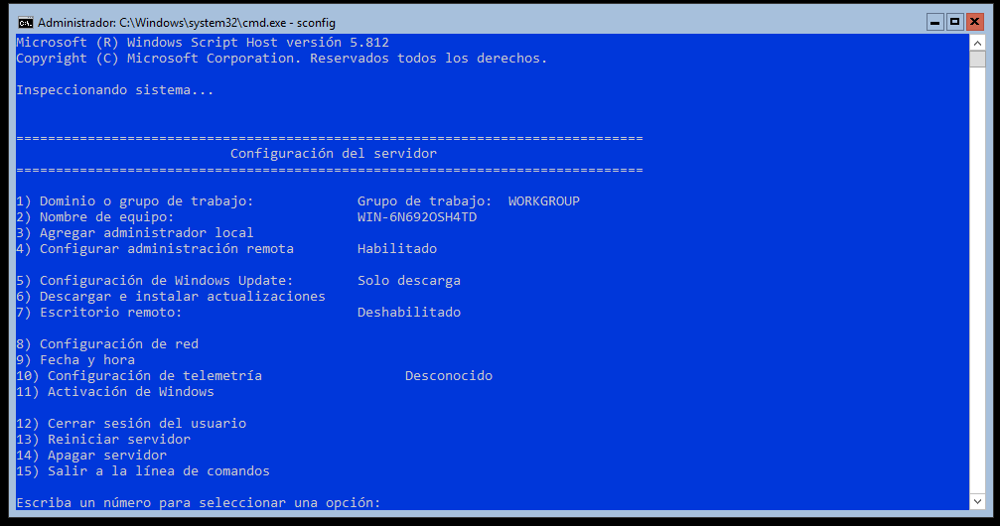 Administrador: C:\Windows\system32\cmd.exe - sconfig
Microsoft (R) Windows Script Host versión 5.812
Copyright (C) Microsoft Corporation. Reservados todos los derechos.
Inspeccionando sistema...
===============================================================================
Configuración del servidor
===============================================================================
1) Dominio o grupo de trabajo: Grupo de trabajo: WORKGROUP
2) Nombre de equipo: WIN-6N692OSH4TD
3) Agregar administrador local
4) Configurar administración remota Habilitado
5) Configuración de Windows Update: Solo descarga
6) Descargar e instalar actualizaciones
7) Escritorio remoto: Deshabilitado
8) Configuración de red
9) Fecha y hora
10) Configuración de telemetría Desconocido
11) Activación de Windows
12) Cerrar sesión del usuario
13) Reiniciar servidor
14) Apagar servidor
15) Salir a la línea de comandos
Escriba un número para seleccionar una opción: